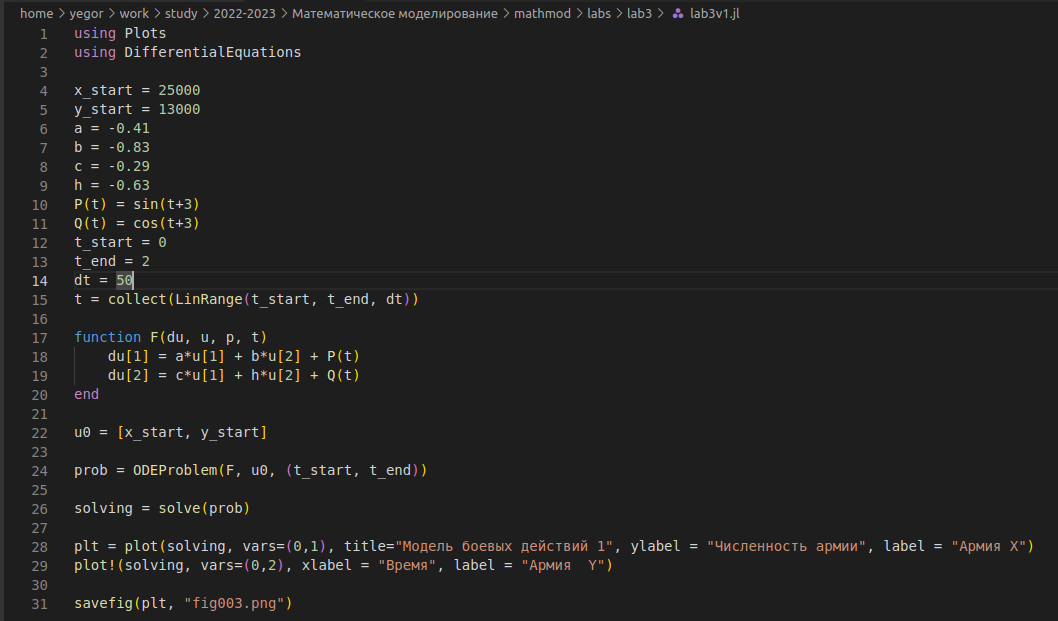 home > yegor > work > study > 2022-2023 > Математическое моделирование > mathmod > labs > lab3 > lab3v1.jl
1 using Plots
2 using DifferentialEquations
3
4 x_start = 25000
5 y_start = 13000
6 a = -0.41
7 b = -0.83
8 c = -0.29
9 h = -0.63
10 P(t) = sin(t+3)
11 Q(t) = cos(t+3)
12 t_start = 0
13 t_end = 2
14 dt = 50
15 t = collect(LinRange(t_start, t_end, dt))
16
17 function F(du, u, p, t)
18     du[1] = a*u[1] + b*u[2] + P(t)
19     du[2] = c*u[1] + h*u[2] + Q(t)
20 end
21
22 u0 = [x_start, y_start]
23
24 prob = ODEProblem(F, u0, (t_start, t_end))
25
26 solving = solve(prob)
27
28 plt = plot(solving, vars=(0,1), title="Модель боевых действий 1", ylabel = "Численность армии", label = "Армия X")
29 plot!(solving, vars=(0,2), xlabel = "Время", label = "Армия  Y")
30
31 savefig(plt, "fig003.png")